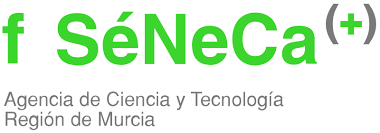 f SéNeCa(+)
Agencia de Ciencia y Tecnología
Región de Murcia